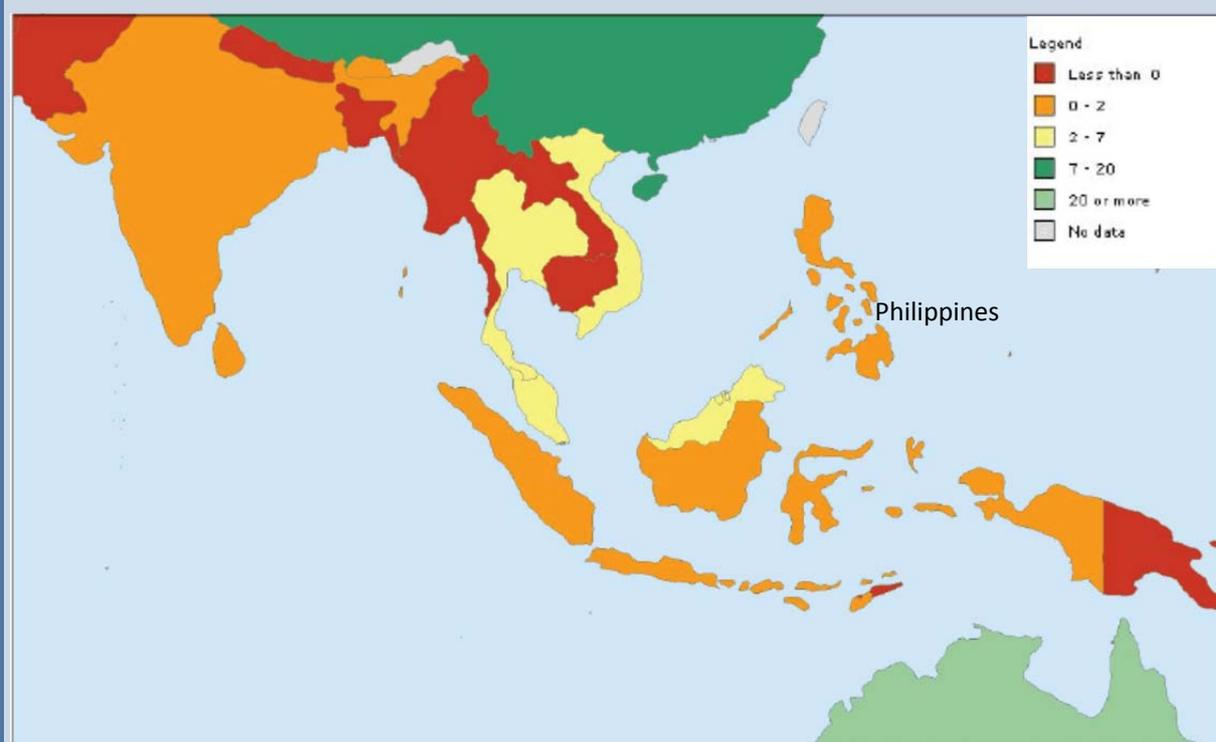 Legend
Less than 0
0 - 2
2 - 7
7 - 20
20 or more
No data
Philippines